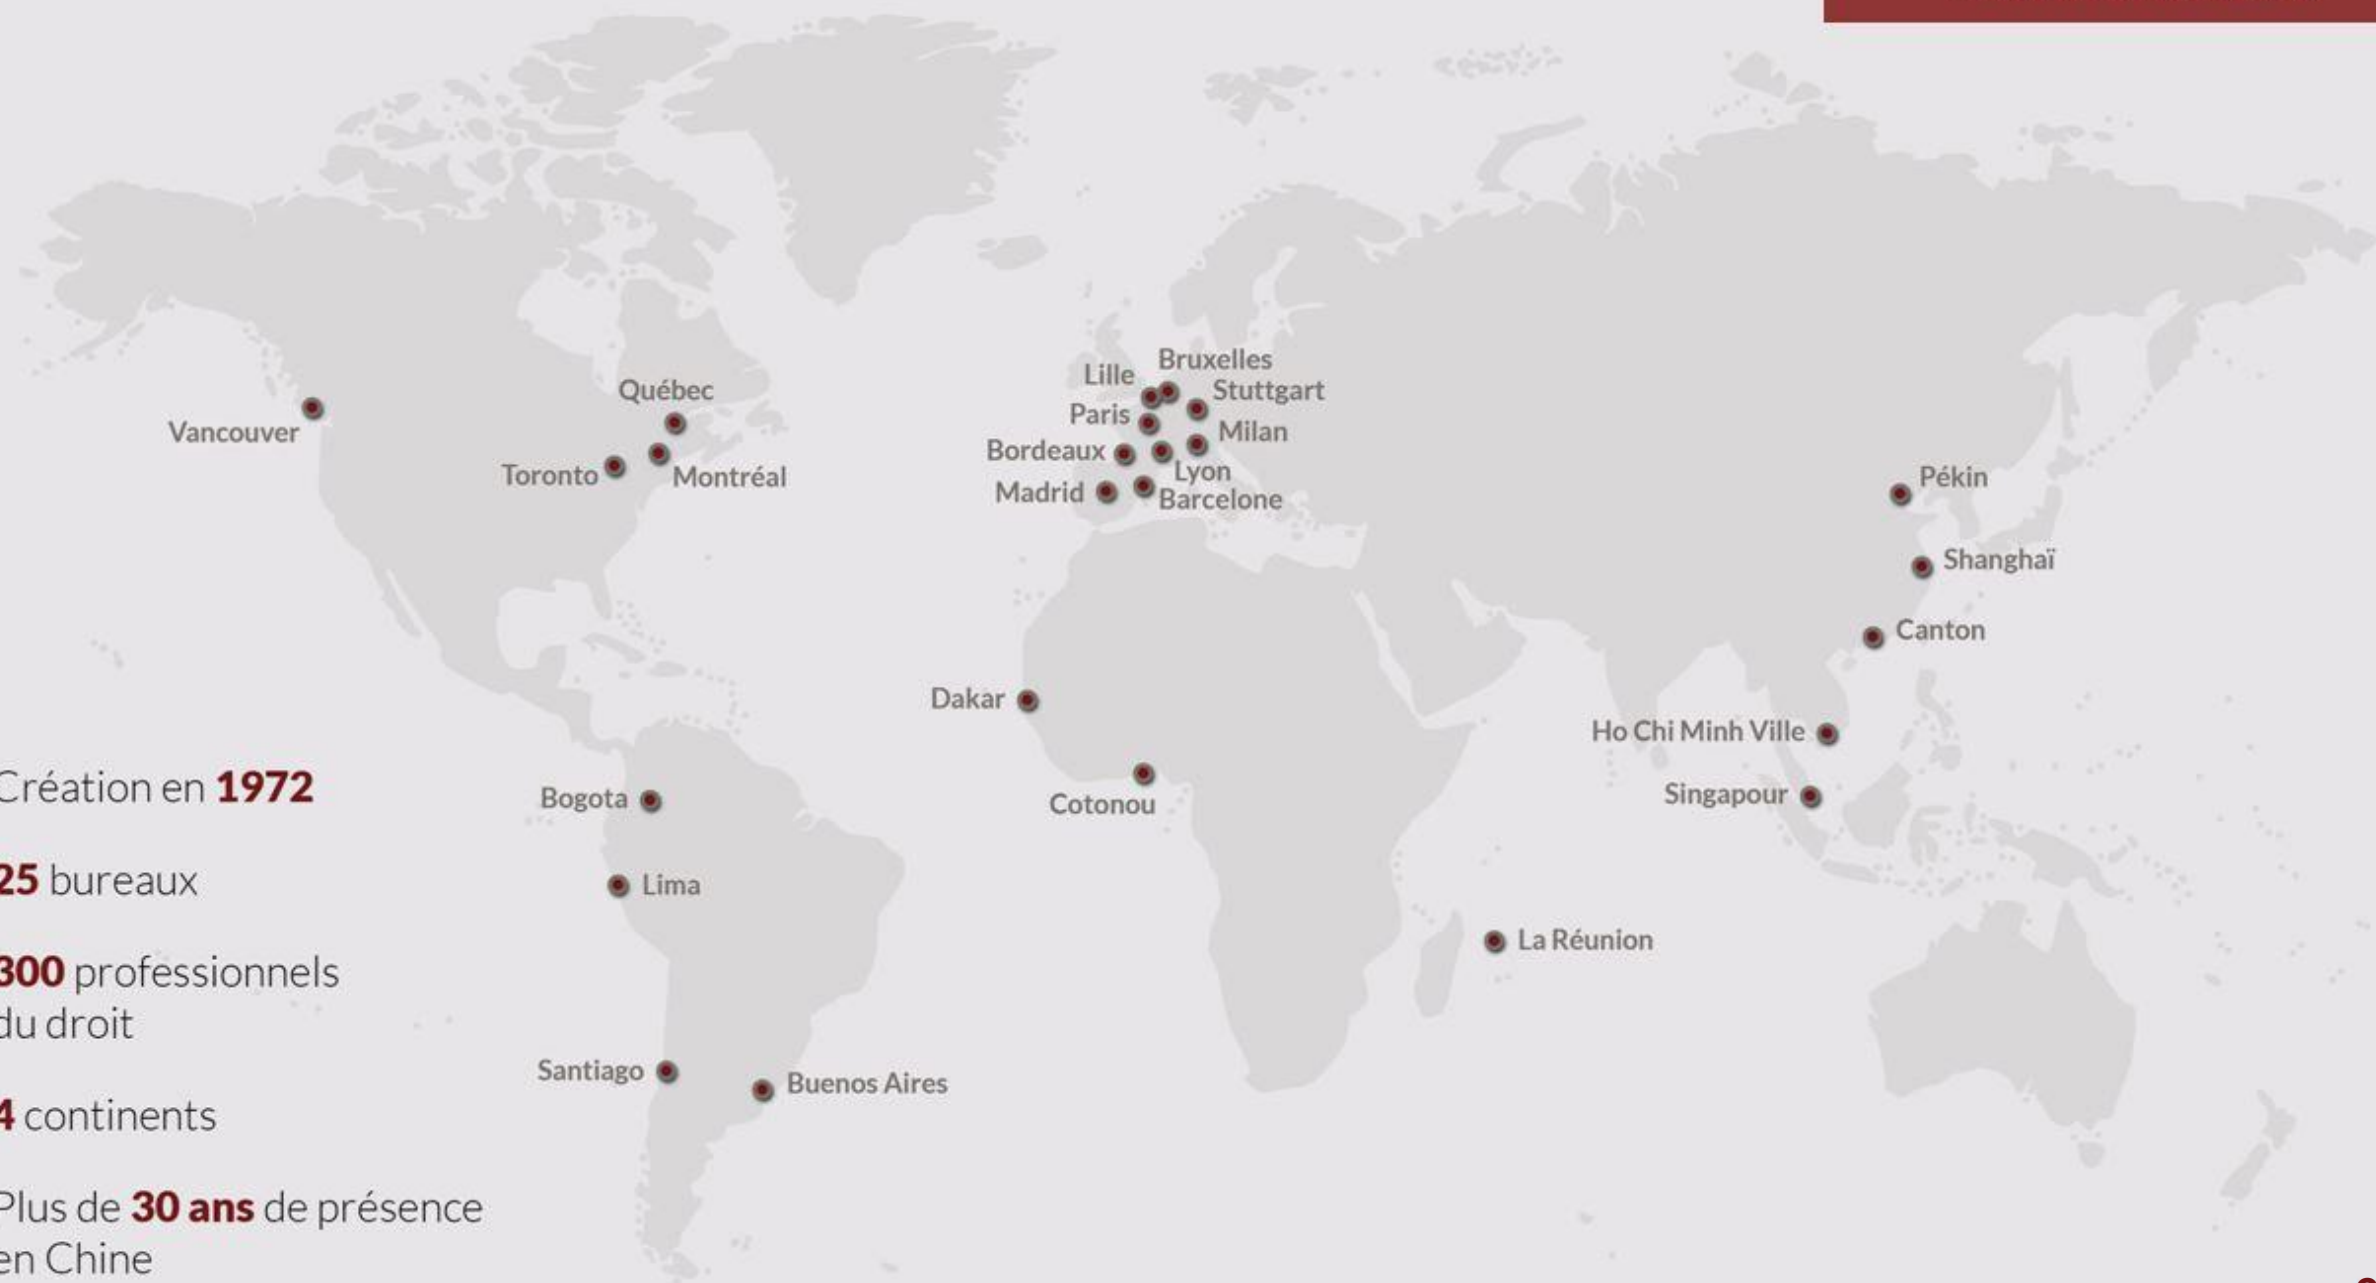 Bruxelles
Lille
Québec
Stuttgart
Paris
Vancouver
Milan
Bordeaux
Lyon
Toronto
Montréal
Pékin
Madrid
Barcelone
Shanghaï
Canton
Dakar
Ho Chi Minh Ville
Création en 1972
Bogota
Cotonou
Singapour
25 bureaux
Lima
La Réunion
300 professionnels
du droit
Santiago
Buenos Aires
4 continents
Plus de 30 ans de présence
en Chine